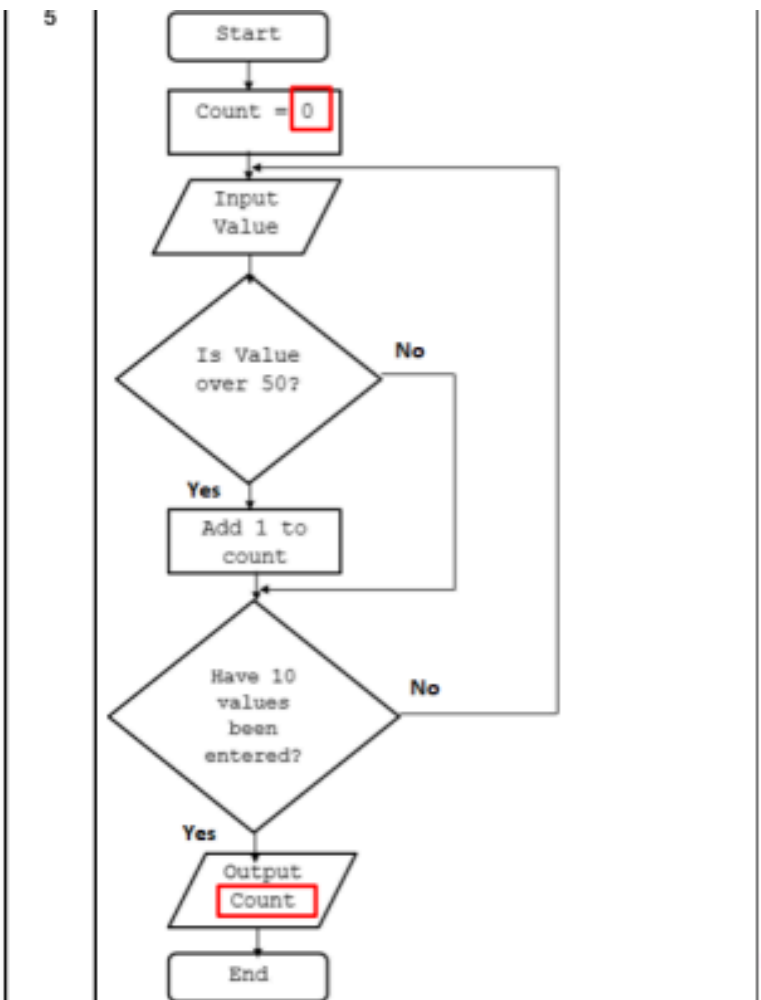 5
Start
Count = 0
Input
Value
Is Value
over 50?
No
Yes
Add 1 to
count
Have 10
values
been
entered?
No
Yes
Output
Count
End